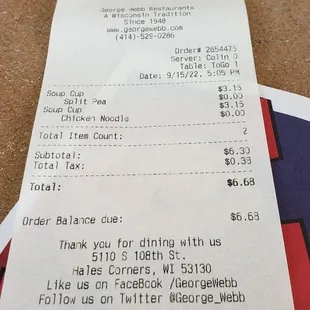 George Webb Restaurants
A Wisconsin Tradition
Since 1948
www.georgewebb.com
(414)-529-0286
Order# 2654475
Server: Colin O
Table: ToGo 1
Date: 9/15/22, 5:05 PM
Soup Cup $3.15
Split Pea $0.00
Soup Cup $3.15
Chicken Noodle $0.00
Total Item Count: 2
Subtotal: $6.30
Total Tax: $0.38
Total: $6.68
Order Balance due: $6.68
Thank you for dining with us
5110 S 108th St.
Hales Corners, WI 53130
Like us on FaceBook /GeorgeWebb
Follow us on Twitter @George_Webb